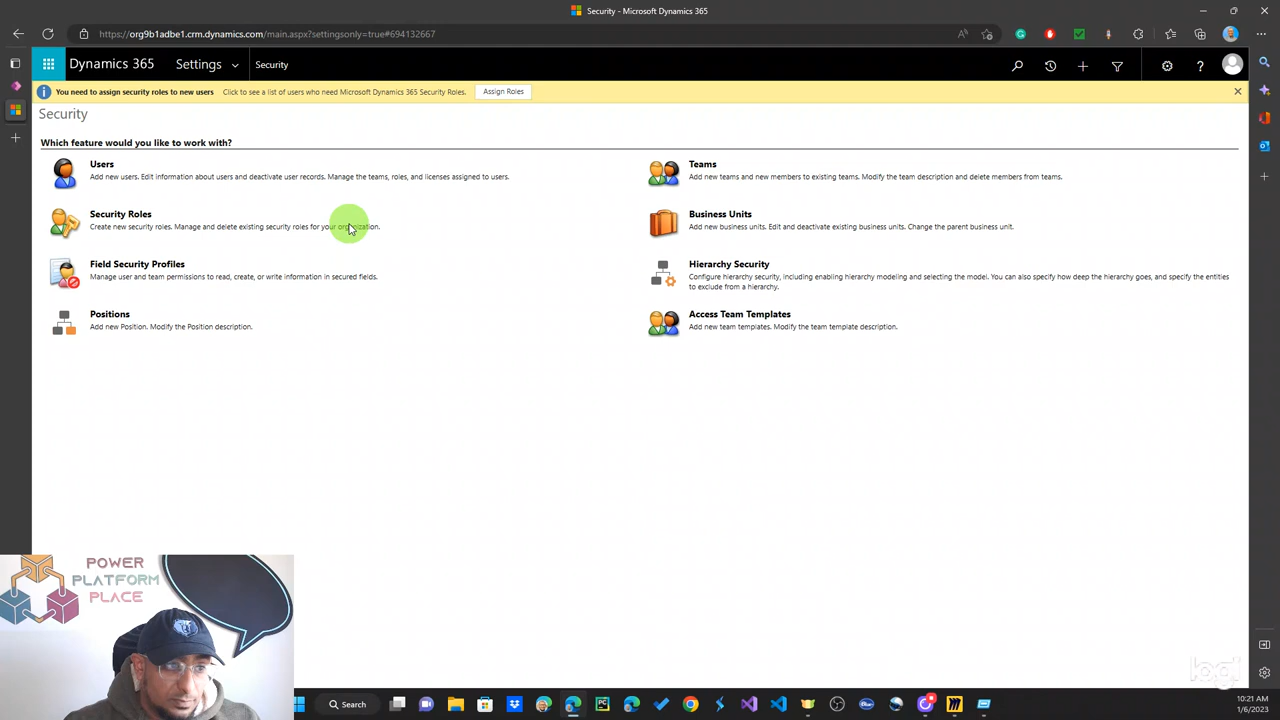 Security - Microsoft Dynamics 365
https://org9b1adbe1.crm.dynamics.com/main.aspx?settingsonly=true#694132667
Dynamics 365
Settings
Security
You need to assign security roles to new users
Click to see a list of users who need Microsoft Dynamics 365 Security Roles.
Assign Roles
Security
Which feature would you like to work with?
Users
Add new users. Edit information about users and deactivate user records. Manage the teams, roles, and licenses assigned to users.
Teams
Add new teams and new members to existing teams. Modify the team description and delete members from teams.
Security Roles
Create new security roles. Manage and delete existing security roles for your organization.
Business Units
Add new business units. Edit and deactivate existing business units. Change the parent business unit.
Field Security Profiles
Manage user and team permissions to read, create, or write information in secured fields.
Hierarchy Security
Configure hierarchy security, including enabling hierarchy modeling and selecting the model. You can also specify how deep the hierarchy goes, and specify the entities
to exclude from a hierarchy.
Positions
Add new Position. Modify the Position description.
Access Team Templates
Add new team templates. Modify the team template description.
POWER
PLATFORM
PLACE
logi
Search
10:21 AM
1/6/2023